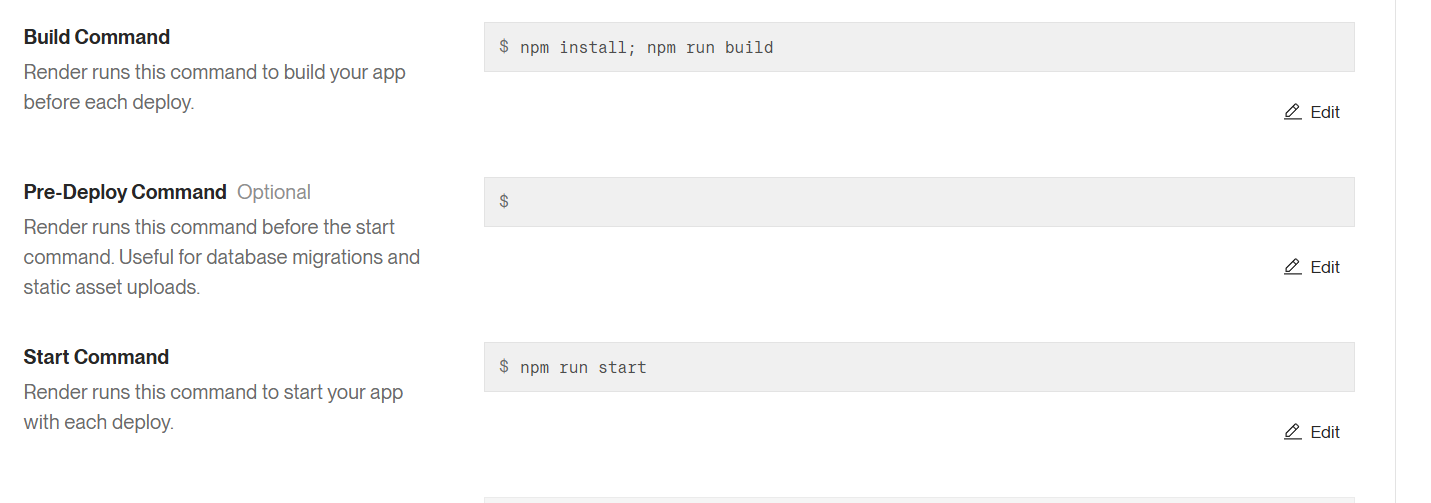 Build Command
$ npm install; npm run build
Render runs this command to build your app
before each deploy.
Edit
Pre-Deploy Command Optional
$
Render runs this command before the start
command. Useful for database migrations and
static asset uploads.
Edit
Start Command
$ npm run start
Render runs this command to start your app
with each deploy.
Edit